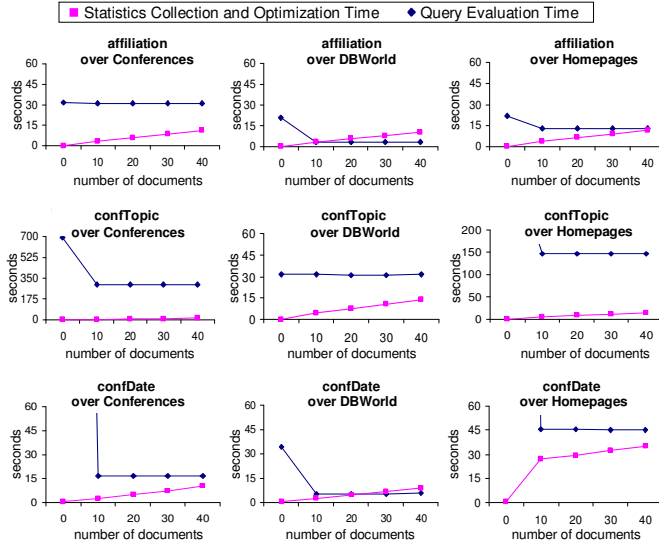 Statistics Collection and Optimization Time Query Evaluation Time
affiliation
over Conferences
60
45
30
15
0
seconds
0 10 20 30 40
number of documents
affiliation
over DBWorld
60
45
30
15
0
seconds
0 10 20 30 40
number of documents
affiliation
over Homepages
60
45
30
15
0
seconds
0 10 20 30 40
number of documents
confTopic
over Conferences
700
525
350
175
0
seconds
0 10 20 30 40
number of documents
confTopic
over DBWorld
60
45
30
15
0
seconds
0 10 20 30 40
number of documents
confTopic
over Homepages
200
150
100
50
0
seconds
0 10 20 30 40
number of documents
confDate
over Conferences
60
45
30
15
0
seconds
0 10 20 30 40
number of documents
confDate
over DBWorld
60
45
30
15
0
seconds
0 10 20 30 40
number of documents
confDate
over Homepages
60
45
30
15
0
seconds
0 10 20 30 40
number of documents